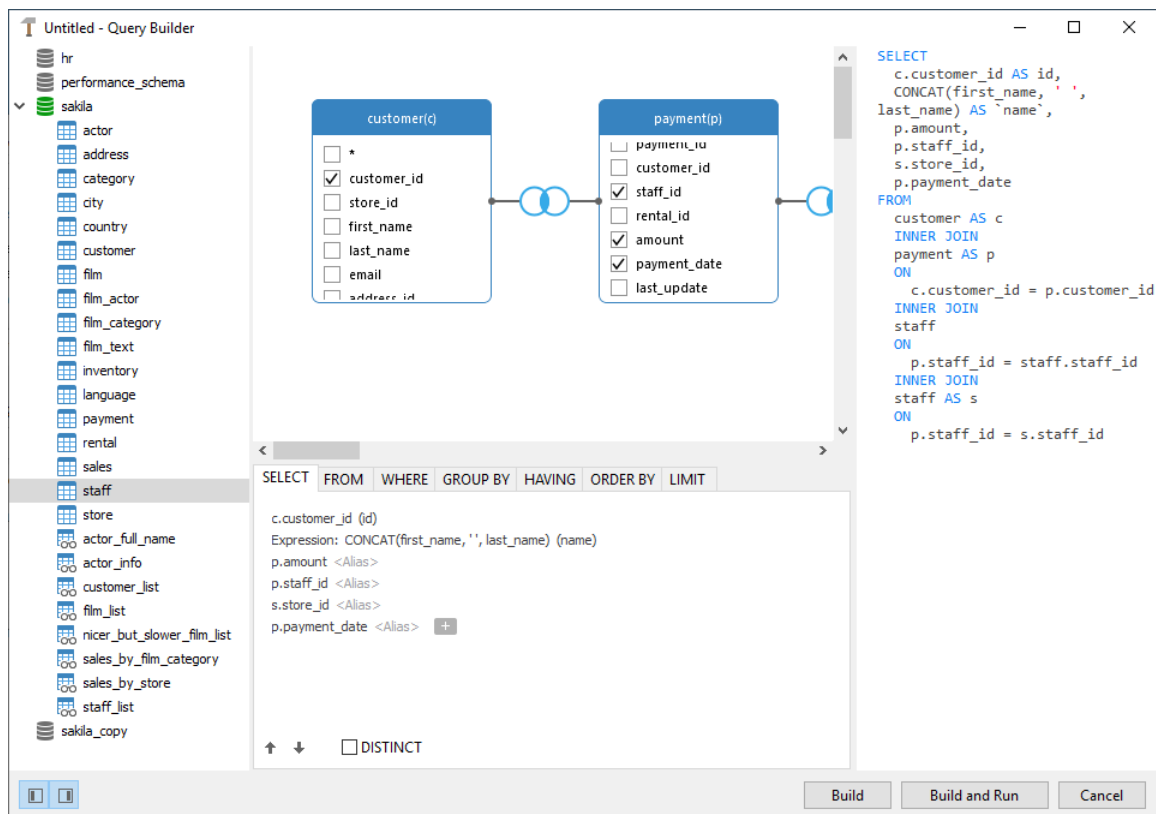 Untitled - Query Builder
hr
performance_schema
sakila
actor
address
category
city
country
customer
film
film_actor
film_category
film_text
inventory
language
payment
rental
sales
staff
store
actor_full_name
actor_info
customer_list
film_list
nicer_but_slower_film_list
sales_by_film_category
sales_by_store
staff_list
sakila_copy
customer(c)
*
customer_id
store_id
first_name
last_name
email
address_id
payment(p)
payment_id
customer_id
staff_id
rental_id
amount
payment_date
last_update
SELECT FROM WHERE GROUP BY HAVING ORDER BY LIMIT
c.customer_id (id)
Expression: CONCAT(first_name, ' ', last_name) (name)
p.amount <Alias>
p.staff_id <Alias>
s.store_id <Alias>
p.payment_date <Alias> +
DISTINCT
SELECT
c.customer_id AS id,
CONCAT(first_name, ' ',
last_name) AS `name`,
p.amount,
p.staff_id,
s.store_id,
p.payment_date
FROM
customer AS c
INNER JOIN
payment AS p
ON
c.customer_id = p.customer_id
INNER JOIN
staff
ON
p.staff_id = staff.staff_id
INNER JOIN
staff AS s
ON
p.staff_id = s.staff_id
Build Build and Run Cancel